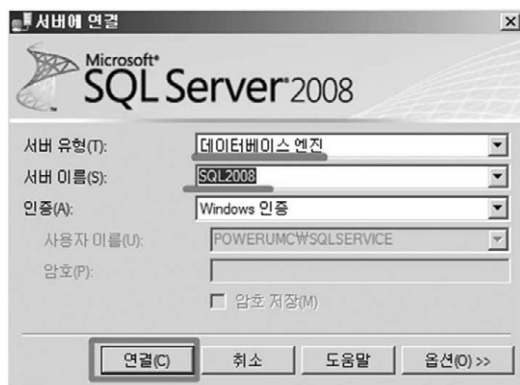 서버에 연결
Microsoft®
SQL Server® 2008
서버 유형(T): 데이터베이스 엔진
서버 이름(S): SQL2008
인증(A): Windows 인증
사용자 이름(U): POWERUMC₩SQLSERVICE
암호(P):
암호 저장(M)
연결(C) 취소 도움말 옵션(O) >>